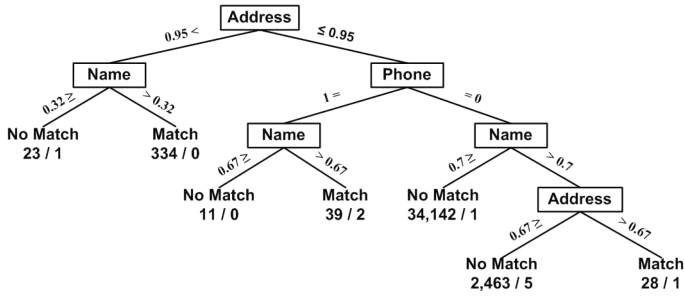 Address
0.95 <
≤ 0.95
Name
Phone
0.32 ≥
> 0.32
1 =
= 0
No Match
23 / 1
Match
334 / 0
Name
Name
0.67 ≥
> 0.67
0.7 ≥
> 0.7
No Match
11 / 0
Match
39 / 2
No Match
34,142 / 1
Address
0.67 ≥
> 0.67
No Match
2,463 / 5
Match
28 / 1